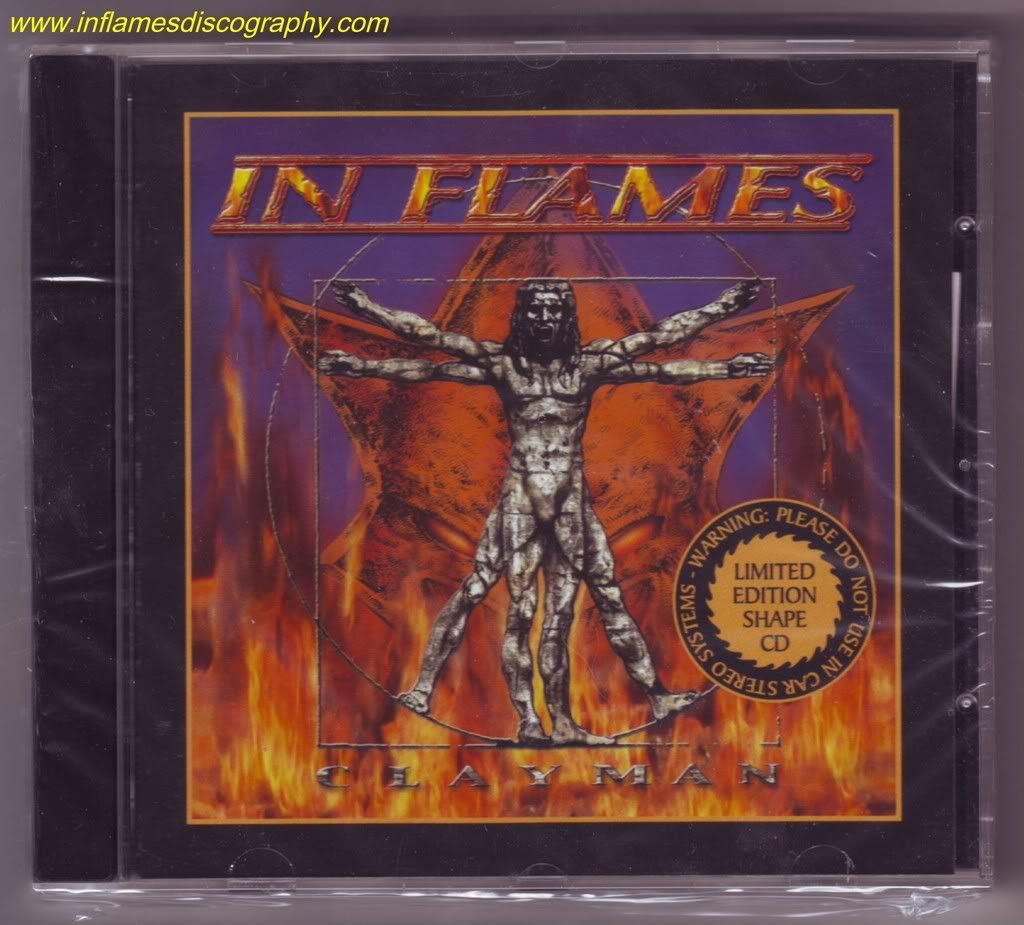 www.inflamesdiscography.com
IN FLAMES
WARNING: PLEASE DO NOT USE IN CAR STEREO SYSTEMS -
LIMITED
EDITION
SHAPE
CD
CLAYMAN